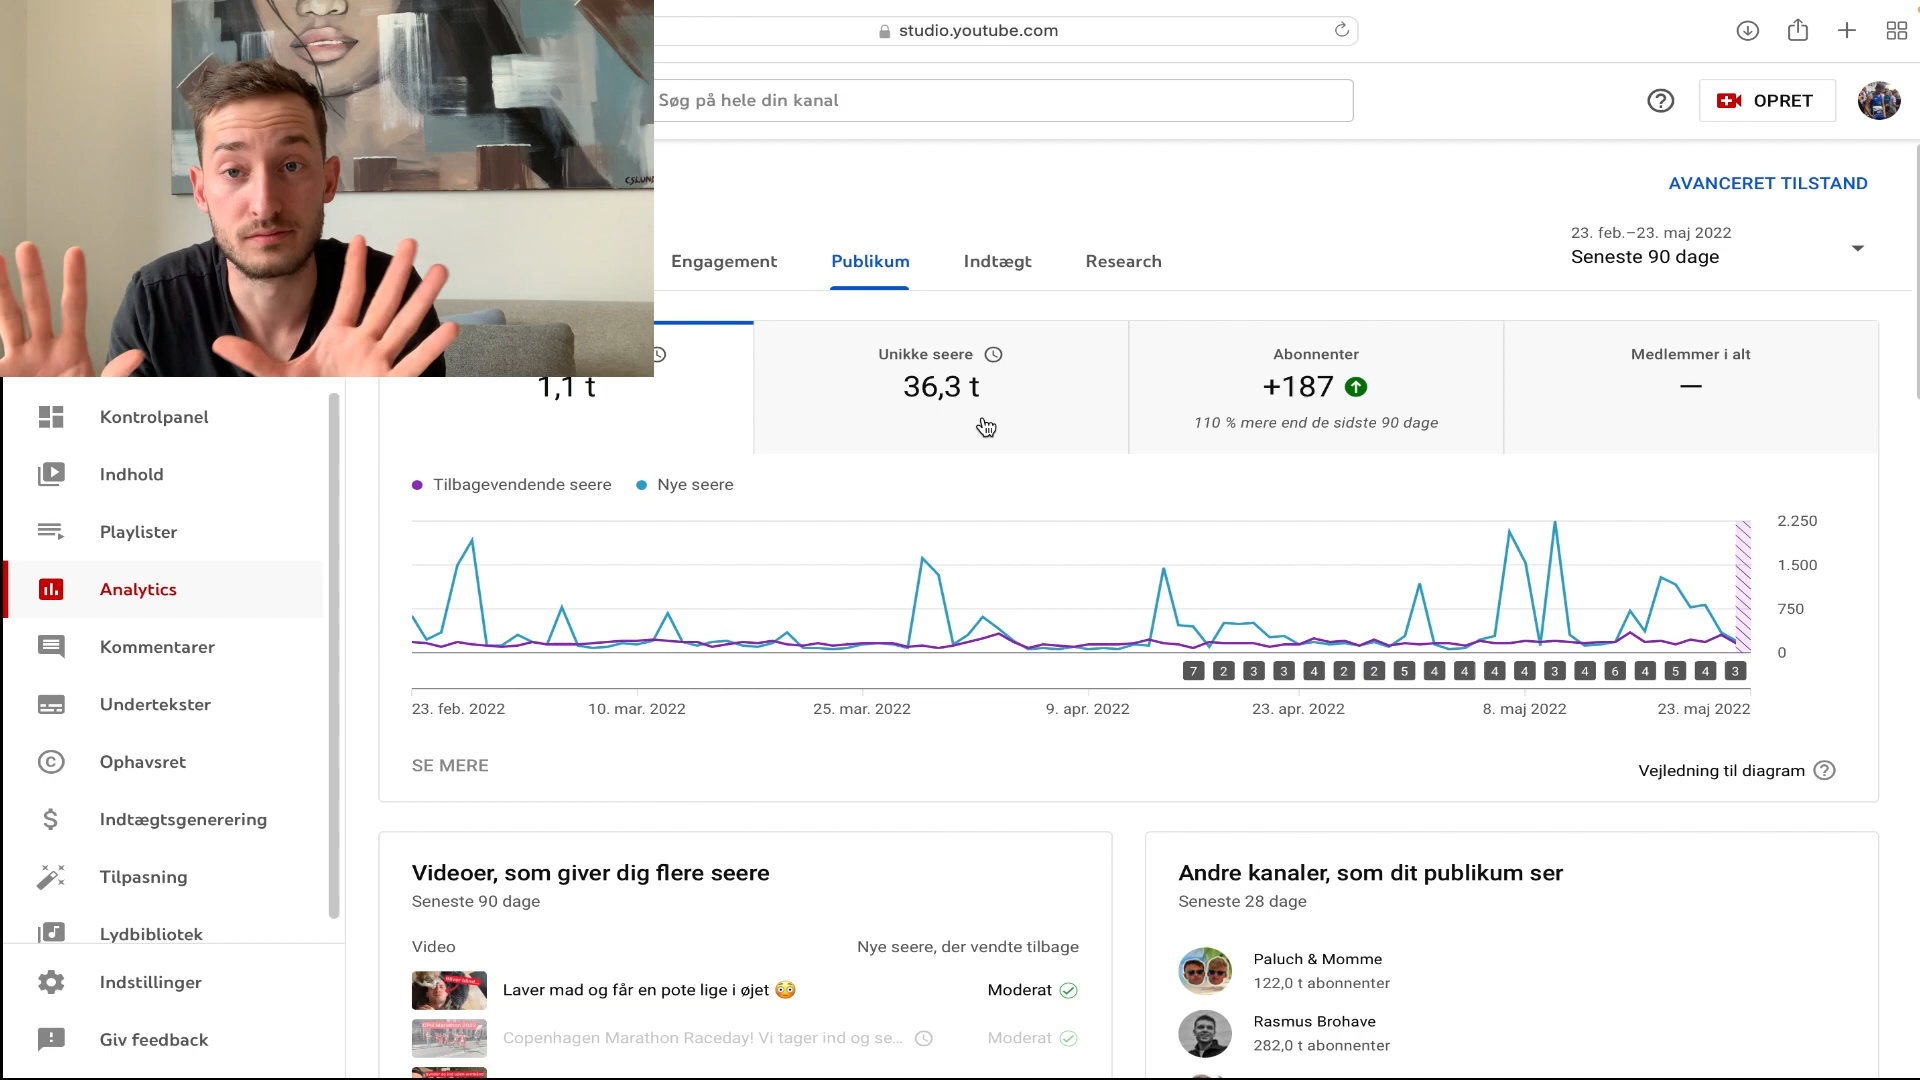 studio.youtube.com
Søg på hele din kanal
OPRET
CSLUND
AVANCERET TILSTAND
23. feb.–23. maj 2022
Seneste 90 dage
Engagement
Publikum
Indtægt
Research
1,1 t
Unikke seere
36,3 t
Abonnenter
+187
110 % mere end de sidste 90 dage
Medlemmer i alt
—
Kontrolpanel
Indhold
Playlister
Analytics
Kommentarer
Undertekster
Ophavsret
Indtægtsgenerering
Tilpasning
Lydbibliotek
Indstillinger
Giv feedback
Tilbagevendende seere
Nye seere
2.250
1.500
750
0
7 2 3 3 4 2 2 5 4 4 4 4 3 4 6 4 5 4 3
23. feb. 2022
10. mar. 2022
25. mar. 2022
9. apr. 2022
23. apr. 2022
8. maj 2022
23. maj 2022
SE MERE
Vejledning til diagram
Videoer, som giver dig flere seere
Seneste 90 dage
Video
Nye seere, der vendte tilbage
Laver mad og får en pote lige i øjet 😳
Moderat
Copenhagen Marathon Raceday! Vi tager ind og se...
Moderat
Andre kanaler, som dit publikum ser
Seneste 28 dage
Paluch & Momme
122,0 t abonnenter
Rasmus Brohave
282,0 t abonnenter